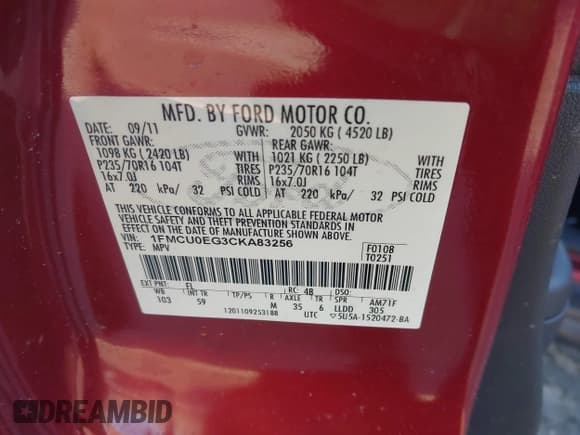 MFD. BY FORD MOTOR CO.
DATE: 09/11 GVWR: 2050 KG ( 4520 LB)
FRONT GAWR: REAR GAWR:
1098 KG ( 2420 LB) WITH 1021 KG ( 2250 LB) WITH
P235/70R16 104T TIRES P235/70R16 104T TIRES
16x7.0J RIMS 16x7.0J RIMS
AT 220 kPa/ 32 PSI COLD AT 220 kPa/ 32 PSI COLD
THIS VEHICLE CONFORMS TO ALL APPLICABLE FEDERAL MOTOR
VEHICLE SAFETY AND THEFT PREVENTION STANDARDS IN
EFFECT ON THE DATE OF MANUFACTURE SHOWN ABOVE.
VIN: 1FMCU0EG3CKA83256 F0108
TYPE: MPV T0251
EXT PNT: FL RC: 48 DSO:
WB INT TR TP/PS R AXLE TR SPR AM71F
103 59 M 35 6 LLDD 305
1201109253188 UTC 5U5A-1520472-BA
DREAMBID